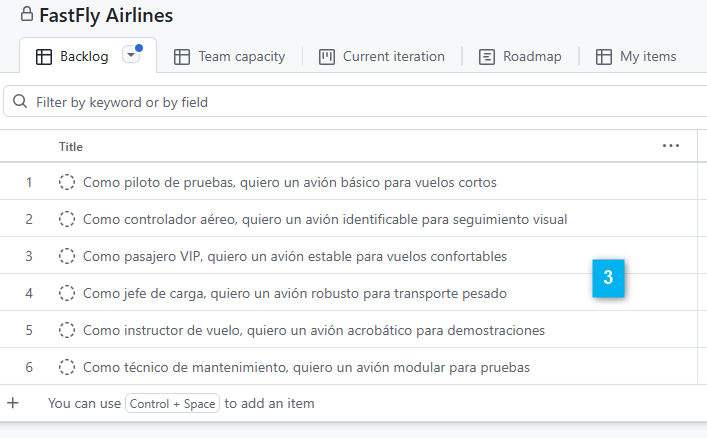 FastFly Airlines
Backlog Team capacity Current iteration Roadmap My items
Filter by keyword or by field
Title
1 Como piloto de pruebas, quiero un avión básico para vuelos cortos
2 Como controlador aéreo, quiero un avión identificable para seguimiento visual
3 Como pasajero VIP, quiero un avión estable para vuelos confortables
3
4 Como jefe de carga, quiero un avión robusto para transporte pesado
5 Como instructor de vuelo, quiero un avión acrobático para demostraciones
6 Como técnico de mantenimiento, quiero un avión modular para pruebas
+ You can use Control + Space to add an item